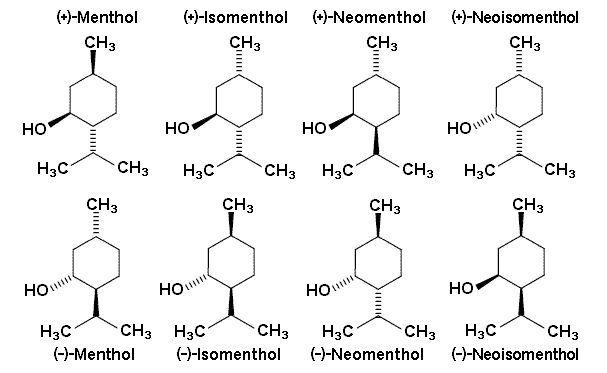 (+)-Menthol (+)-Isomenthol (+)-Neomenthol (+)-Neoisomenthol
CH3 CH3 CH3 CH3
HO HO HO HO
H3C CH3 H3C CH3 H3C CH3 H3C CH3
CH3 CH3 CH3 CH3
HO HO HO HO
H3C CH3 H3C CH3 H3C CH3 H3C CH3
(−)-Menthol (−)-Isomenthol (−)-Neomenthol (−)-Neoisomenthol